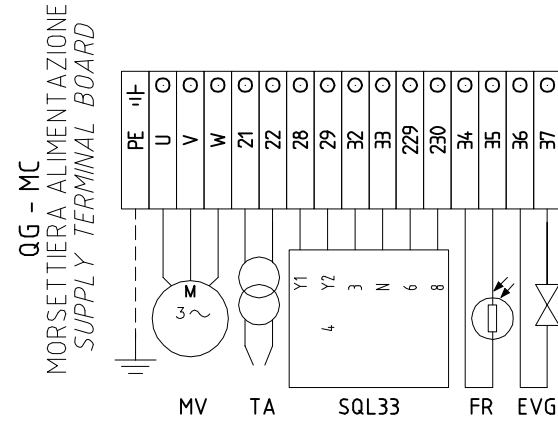 QG - MC
MORSETTIERA ALIMENTAZIONE
SUPPLY TERMINAL BOARD
PE U V W 21 22 28 29 32 33 229 230 34 35 36 37
Y1 Y2 3 N 6 8
4
M
3~
MV TA SQL33 FR EVG